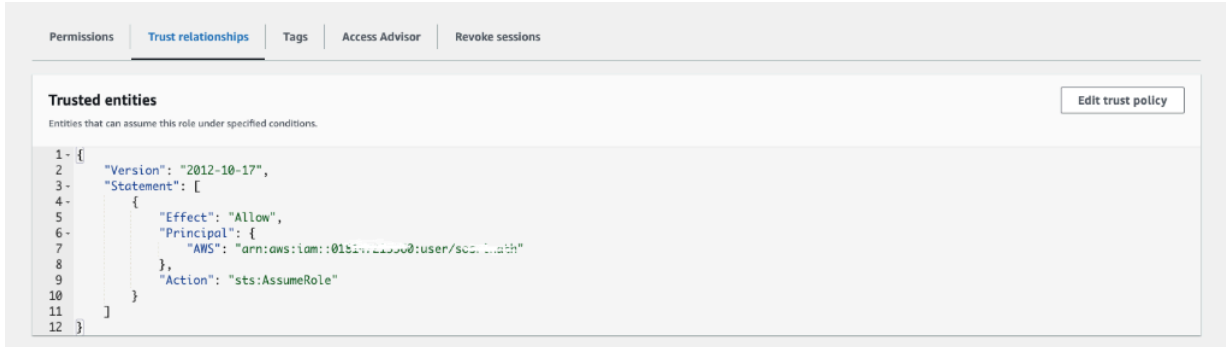 Permissions Trust relationships Tags Access Advisor Revoke sessions
Trusted entities
Edit trust policy
Entities that can assume this role under specified conditions.
1 {
2 "Version": "2012-10-17",
3 "Statement": [
4 {
5 "Effect": "Allow",
6 "Principal": {
7 "AWS":
8 },
9 "Action": "sts:AssumeRole"
10 }
11 ]
12 }